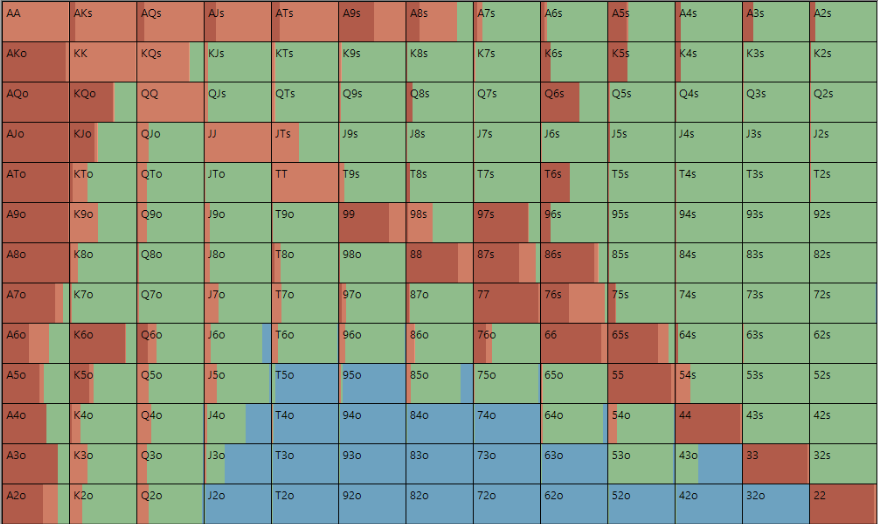 AA AKs AQs AJs ATs A9s A8s A7s A6s A5s A4s A3s A2s
AKo KK KQs KJs KTs K9s K8s K7s K6s K5s K4s K3s K2s
AQo KQo QQ QJs QTs Q9s Q8s Q7s Q6s Q5s Q4s Q3s Q2s
AJo KJo QJo JJ JTs J9s J8s J7s J6s J5s J4s J3s J2s
ATo KTo QTo JTo TT T9s T8s T7s T6s T5s T4s T3s T2s
A9o K9o Q9o J9o T9o 99 98s 97s 96s 95s 94s 93s 92s
A8o K8o Q8o J8o T8o 98o 88 87s 86s 85s 84s 83s 82s
A7o K7o Q7o J7o T7o 97o 87o 77 76s 75s 74s 73s 72s
A6o K6o Q6o J6o T6o 96o 86o 76o 66 65s 64s 63s 62s
A5o K5o Q5o J5o T5o 95o 85o 75o 65o 55 54s 53s 52s
A4o K4o Q4o J4o T4o 94o 84o 74o 64o 54o 44 43s 42s
A3o K3o Q3o J3o T3o 93o 83o 73o 63o 53o 43o 33 32s
A2o K2o Q2o J2o T2o 92o 82o 72o 62o 52o 42o 32o 22